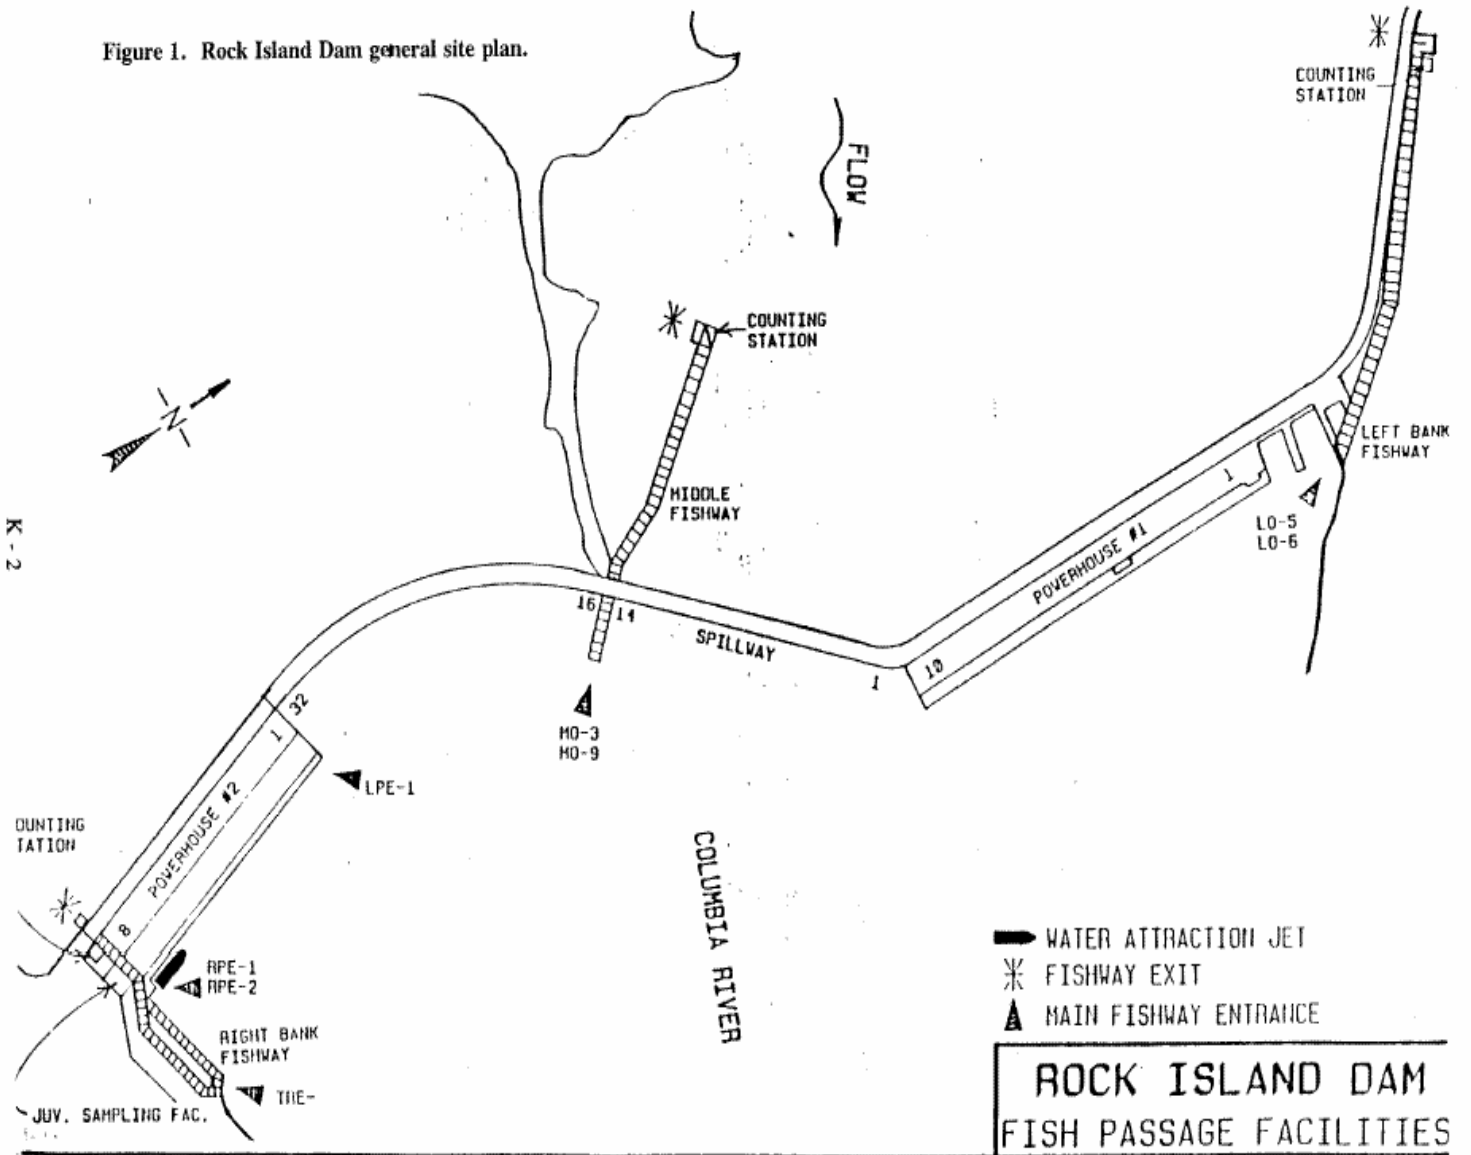 Figure 1. Rock Island Dam general site plan.
COUNTING
STATION
FLOW
COUNTING
STATION
N
LEFT BANK
FISHWAY
MIDDLE
FISHWAY
1
LO-5
LO-6
POWERHOUSE #1
K-2
16
14
SPILLWAY
1
10
32
1
MO-3
MO-9
LPE-1
POWERHOUSE #2
OUNTING
TATION
COLUMBIA RIVER
8
RPE-1
RPE-2
RIGHT BANK
FISHWAY
JUV. SAMPLING FAC.
WATER ATTRACTION JET
FISHWAY EXIT
MAIN FISHWAY ENTRANCE
ROCK ISLAND DAM
FISH PASSAGE FACILITIES